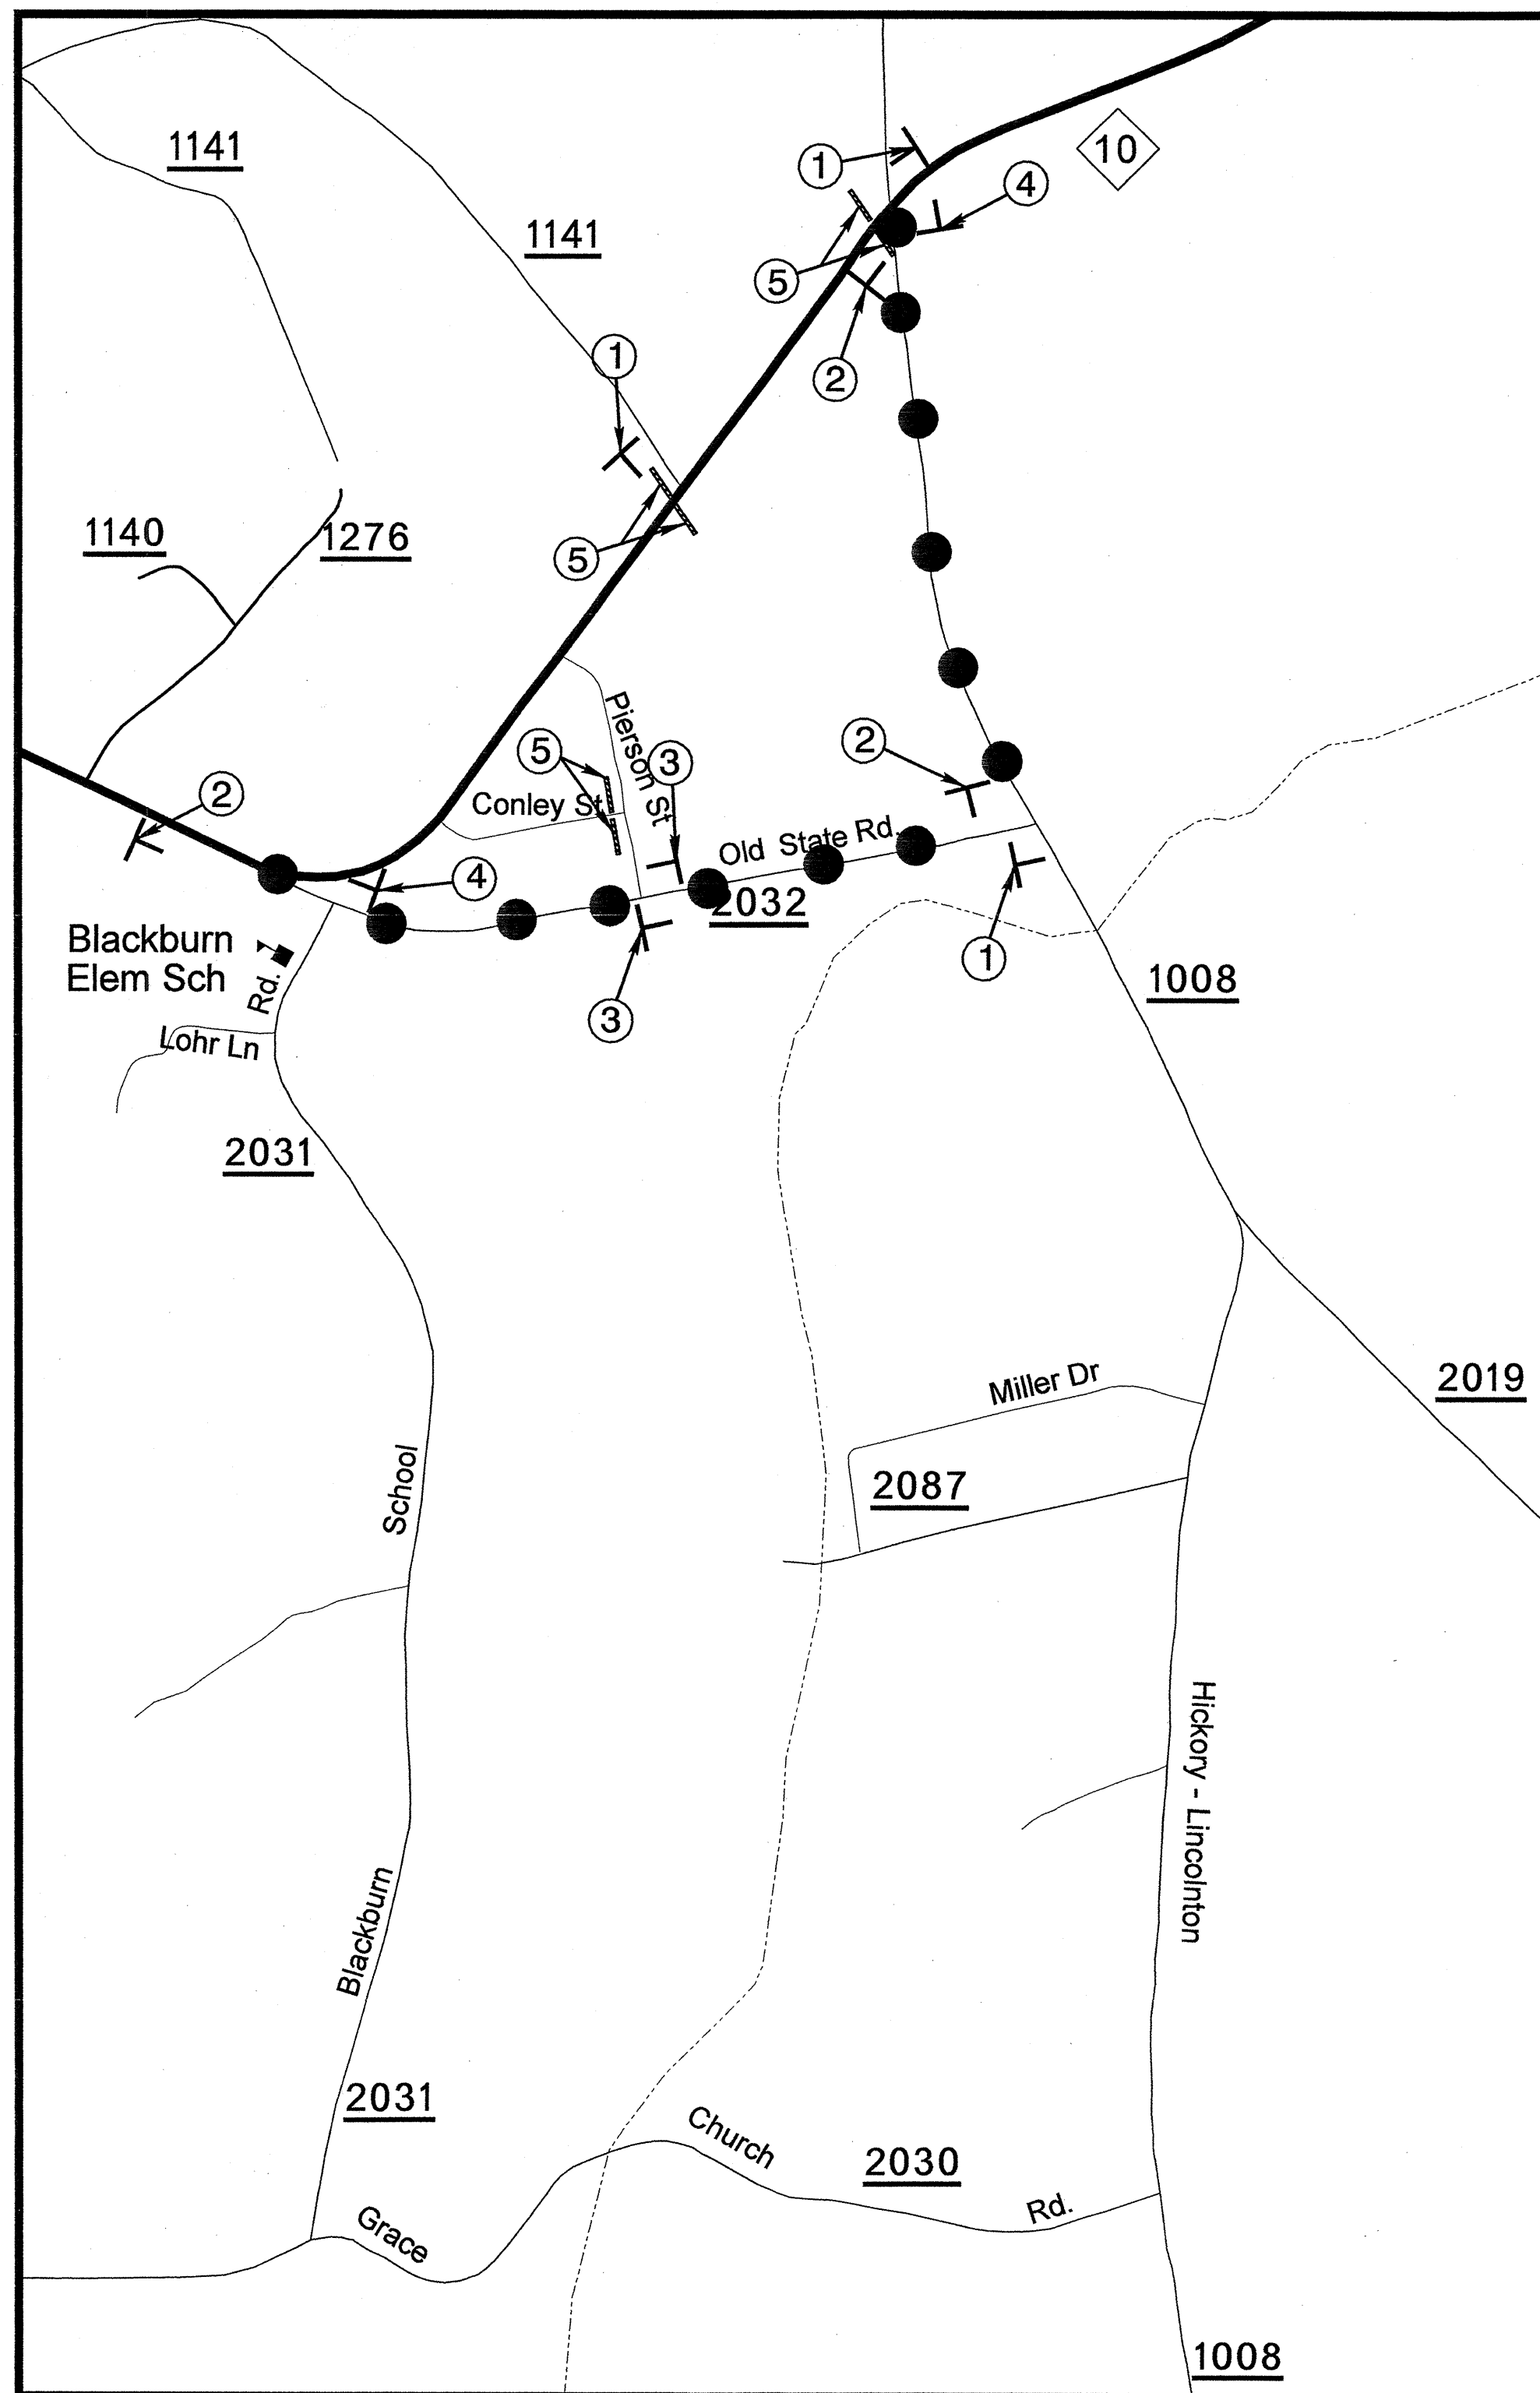 1141
10
1
4
1141
5
1
2
1140
1276
5
Pierson St
2
5
3
2
Conley St
Old State Rd.
4
2032
Blackburn
Elem Sch
1
1008
Rd.
3
Lohr Ln
2031
Miller Dr
2019
School
2087
Hickory - Lincolnton
Blackburn
2031
Church
2030
Rd.
Grace
1008